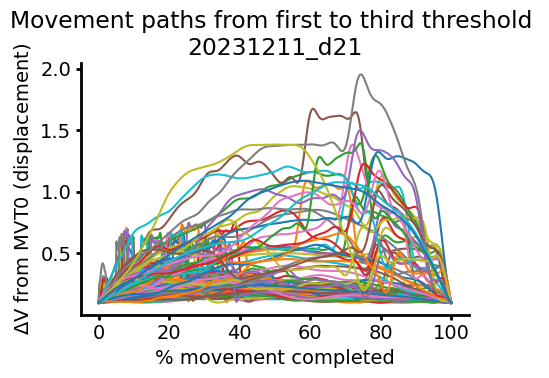 Movement paths from first to third threshold
20231211_d21
ΔV from MVT0 (displacement)
2.0
1.5
1.0
0.5
0 20 40 60 80 100
% movement completed